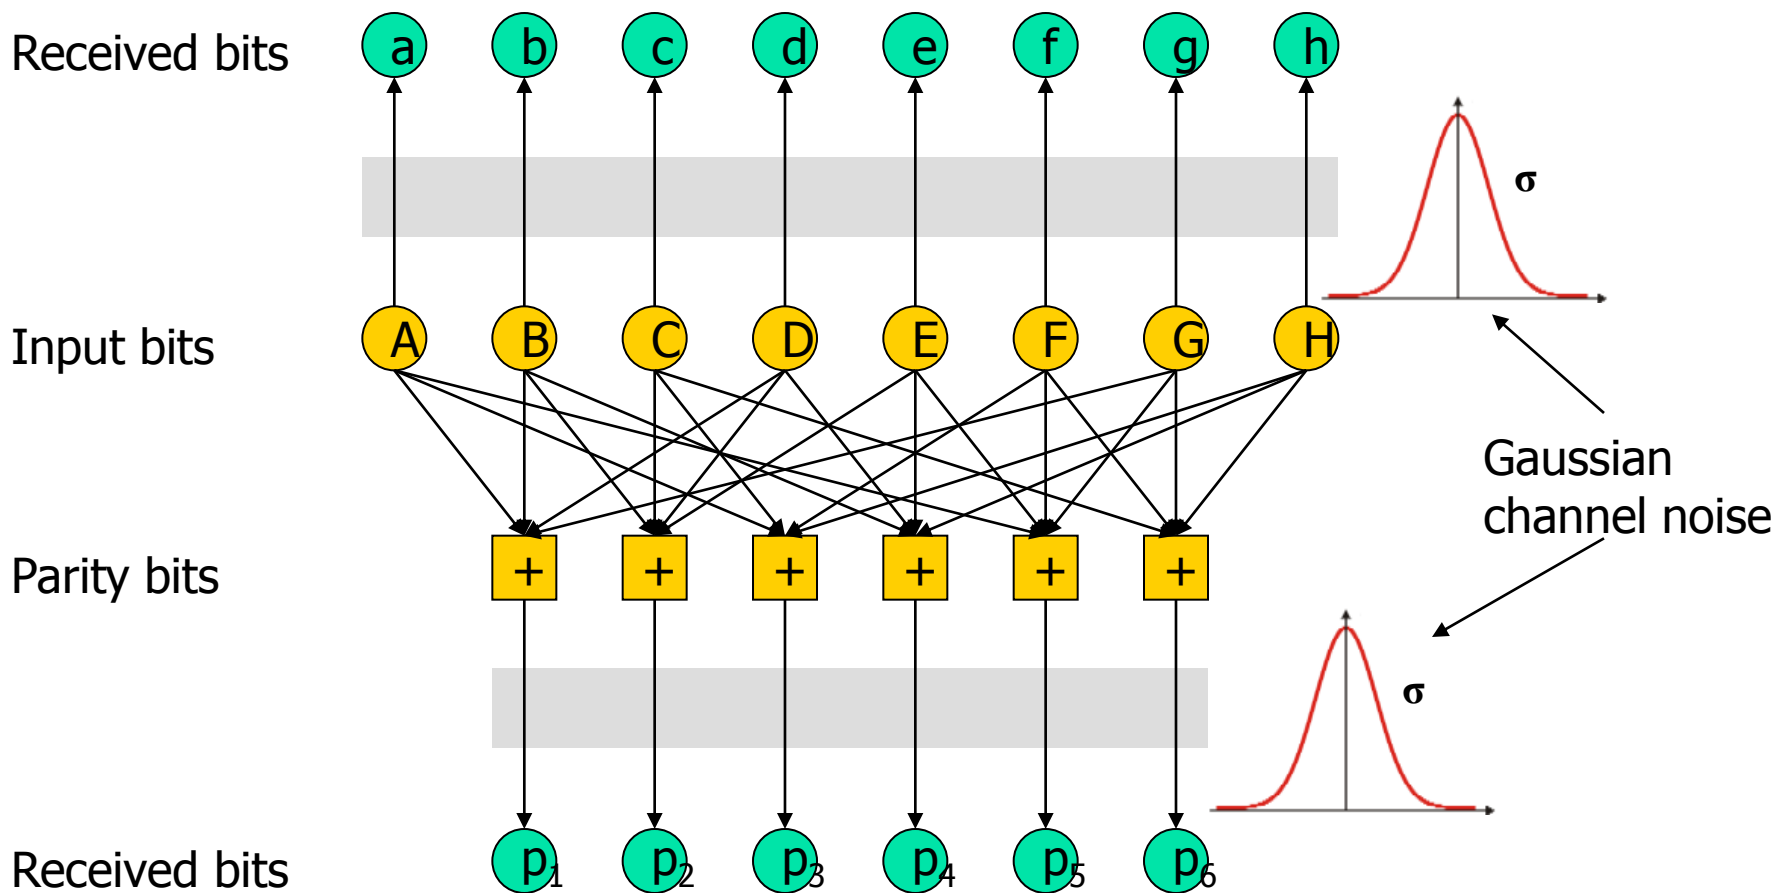 Received bits a b c d e f g h
σ
Input bits A B C D E F G H
Gaussian
channel noise
Parity bits + + + + + +
σ
Received bits p1 p2 p3 p4 p5 p6